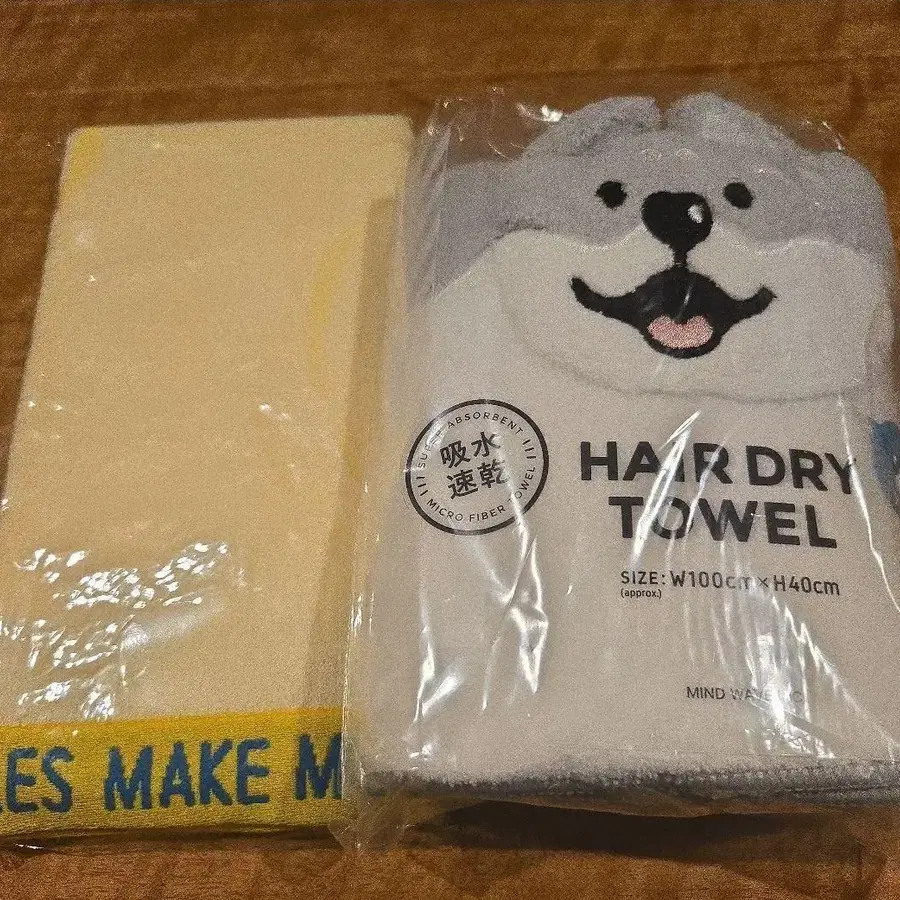 LES MAKE M
SUPER ABSORBENT
吸水
速乾
MICRO FIBER TOWEL
HAIR DRY
TOWEL
SIZE: W100cm×H40cm
(approx.)
MIND WAVE